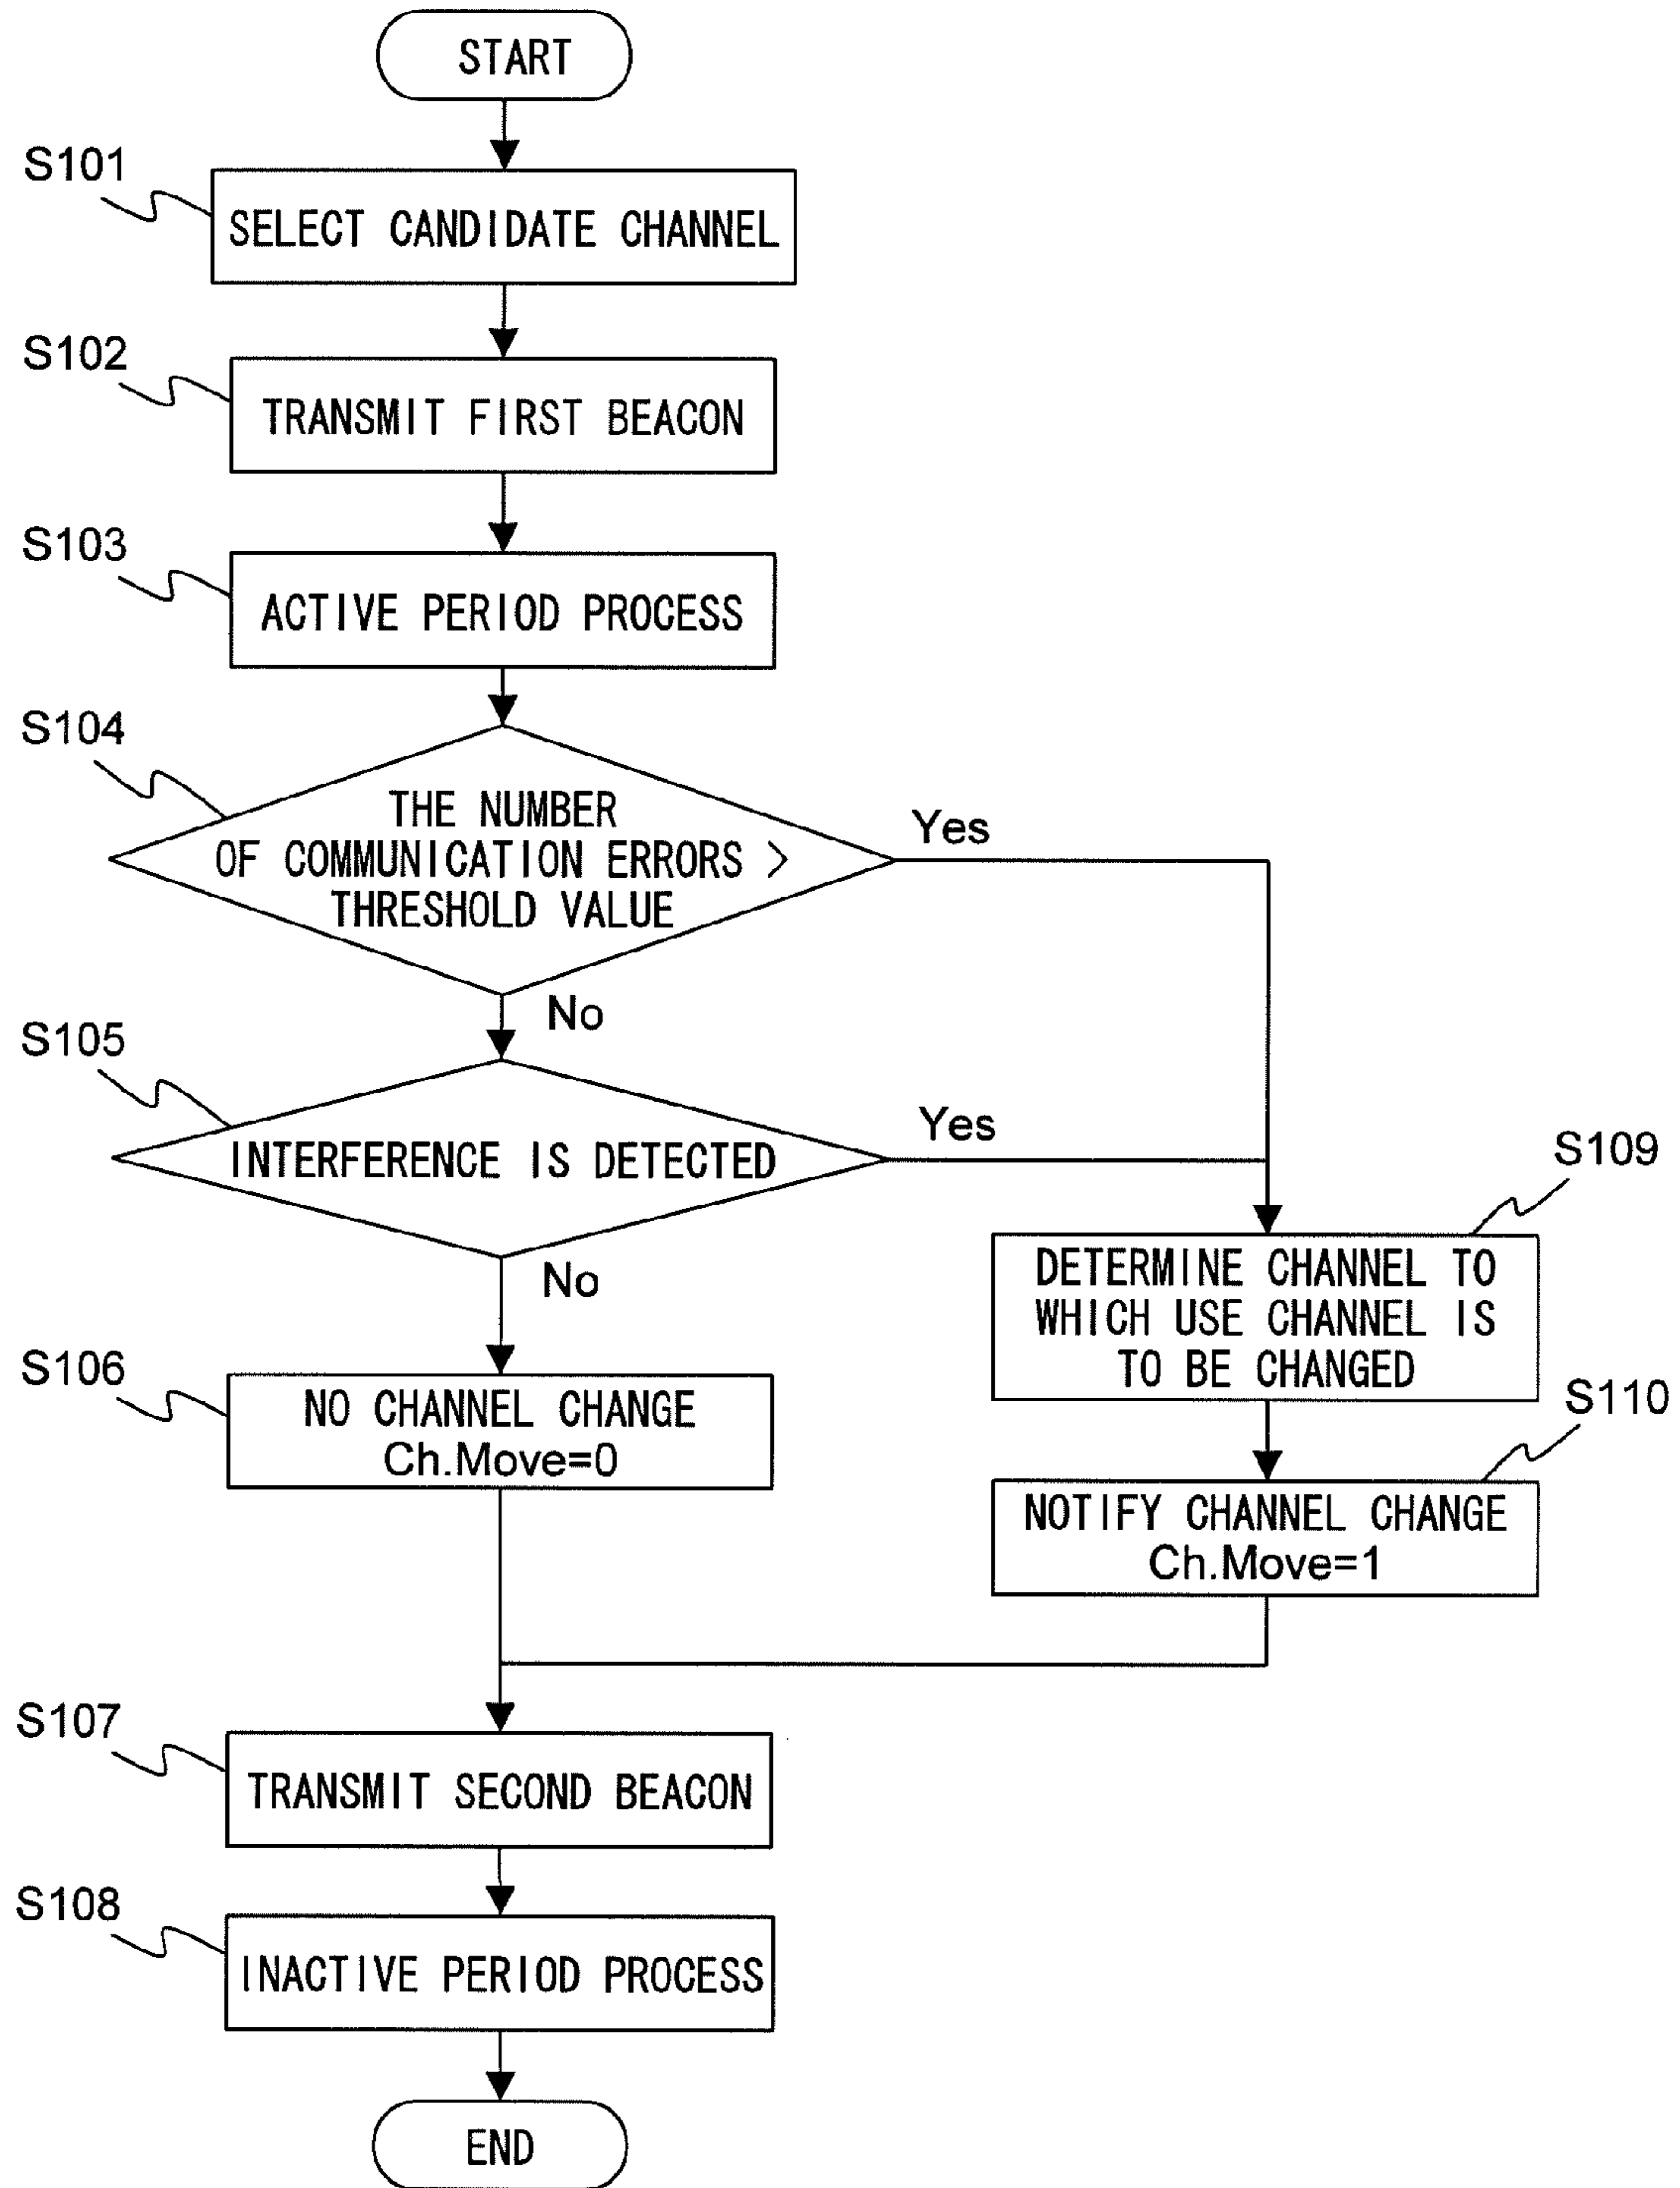 START
S101
SELECT CANDIDATE CHANNEL
S102
TRANSMIT FIRST BEACON
S103
ACTIVE PERIOD PROCESS
S104
THE NUMBER
OF COMMUNICATION ERRORS >
THRESHOLD VALUE
Yes
No
S105
INTERFERENCE IS DETECTED
Yes
No
S109
DETERMINE CHANNEL TO
WHICH USE CHANNEL IS
TO BE CHANGED
S106
NO CHANNEL CHANGE
Ch.Move=0
S110
NOTIFY CHANNEL CHANGE
Ch.Move=1
S107
TRANSMIT SECOND BEACON
S108
INACTIVE PERIOD PROCESS
END